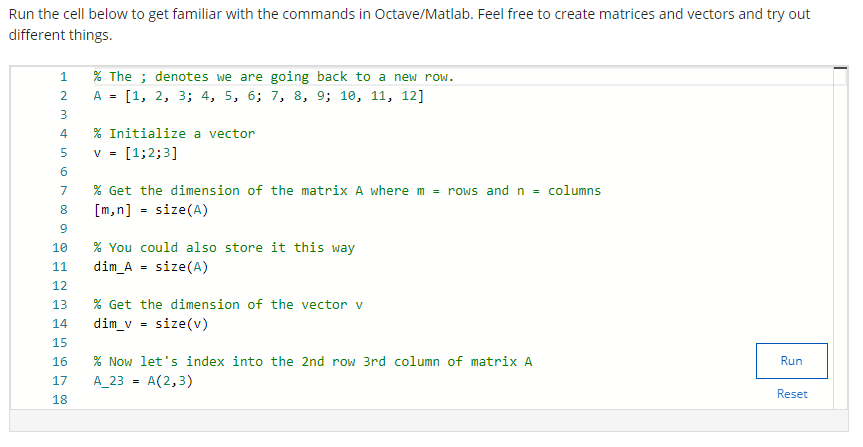 Run the cell below to get familiar with the commands in Octave/Matlab. Feel free to create matrices and vectors and try out
different things.
1 % The ; denotes we are going back to a new row.
2 A = [1, 2, 3; 4, 5, 6; 7, 8, 9; 10, 11, 12]
3
4 % Initialize a vector
5 v = [1;2;3]
6
7 % Get the dimension of the matrix A where m = rows and n = columns
8 [m,n] = size(A)
9
10 % You could also store it this way
11 dim_A = size(A)
12
13 % Get the dimension of the vector v
14 dim_v = size(v)
15
16 % Now let's index into the 2nd row 3rd column of matrix A
17 A_23 = A(2,3)
18
Run
Reset